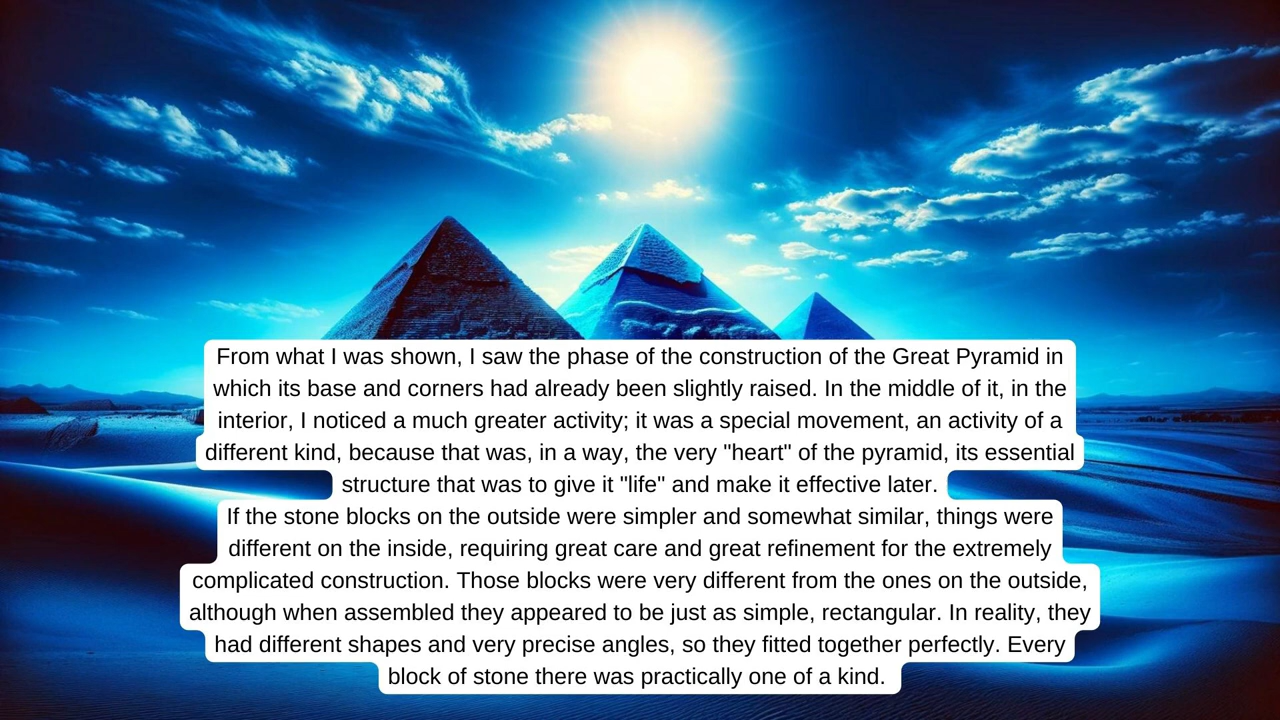 From what I was shown, I saw the phase of the construction of the Great Pyramid in
which its base and corners had already been slightly raised. In the middle of it, in the
interior, I noticed a much greater activity; it was a special movement, an activity of a
different kind, because that was, in a way, the very "heart" of the pyramid, its essential
structure that was to give it "life" and make it effective later.
If the stone blocks on the outside were simpler and somewhat similar, things were
different on the inside, requiring great care and great refinement for the extremely
complicated construction. Those blocks were very different from the ones on the outside,
although when assembled they appeared to be just as simple, rectangular. In reality, they
had different shapes and very precise angles, so they fitted together perfectly. Every
block of stone there was practically one of a kind.